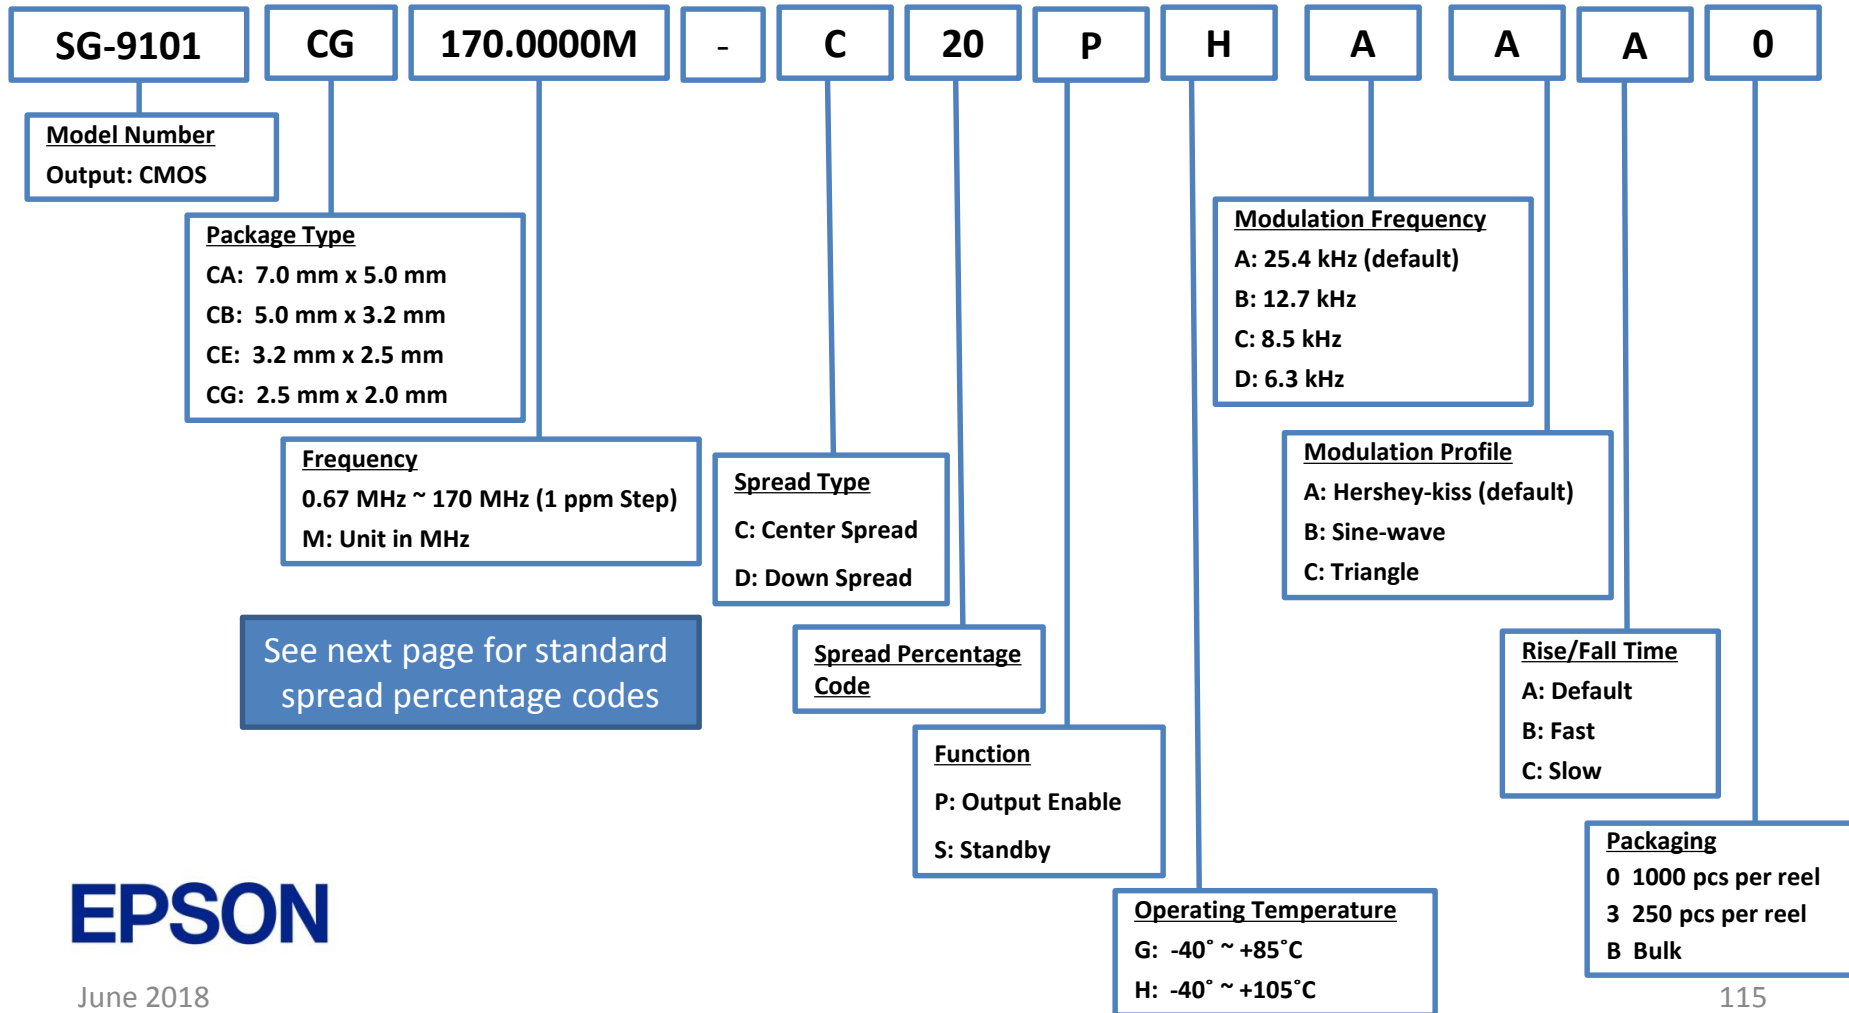 SG-9101 CG 170.0000M - C 20 P H A A A 0
Model Number
Output: CMOS
Package Type
CA: 7.0 mm x 5.0 mm
CB: 5.0 mm x 3.2 mm
CE: 3.2 mm x 2.5 mm
CG: 2.5 mm x 2.0 mm
Frequency
0.67 MHz ~ 170 MHz (1 ppm Step)
M: Unit in MHz
Spread Type
C: Center Spread
D: Down Spread
See next page for standard
spread percentage codes
Spread Percentage
Code
Function
P: Output Enable
S: Standby
Operating Temperature
G: -40˚ ~ +85˚C
H: -40˚ ~ +105˚C
Modulation Frequency
A: 25.4 kHz (default)
B: 12.7 kHz
C: 8.5 kHz
D: 6.3 kHz
Modulation Profile
A: Hershey-kiss (default)
B: Sine-wave
C: Triangle
Rise/Fall Time
A: Default
B: Fast
C: Slow
Packaging
0 1000 pcs per reel
3 250 pcs per reel
B Bulk
EPSON
June 2018
115